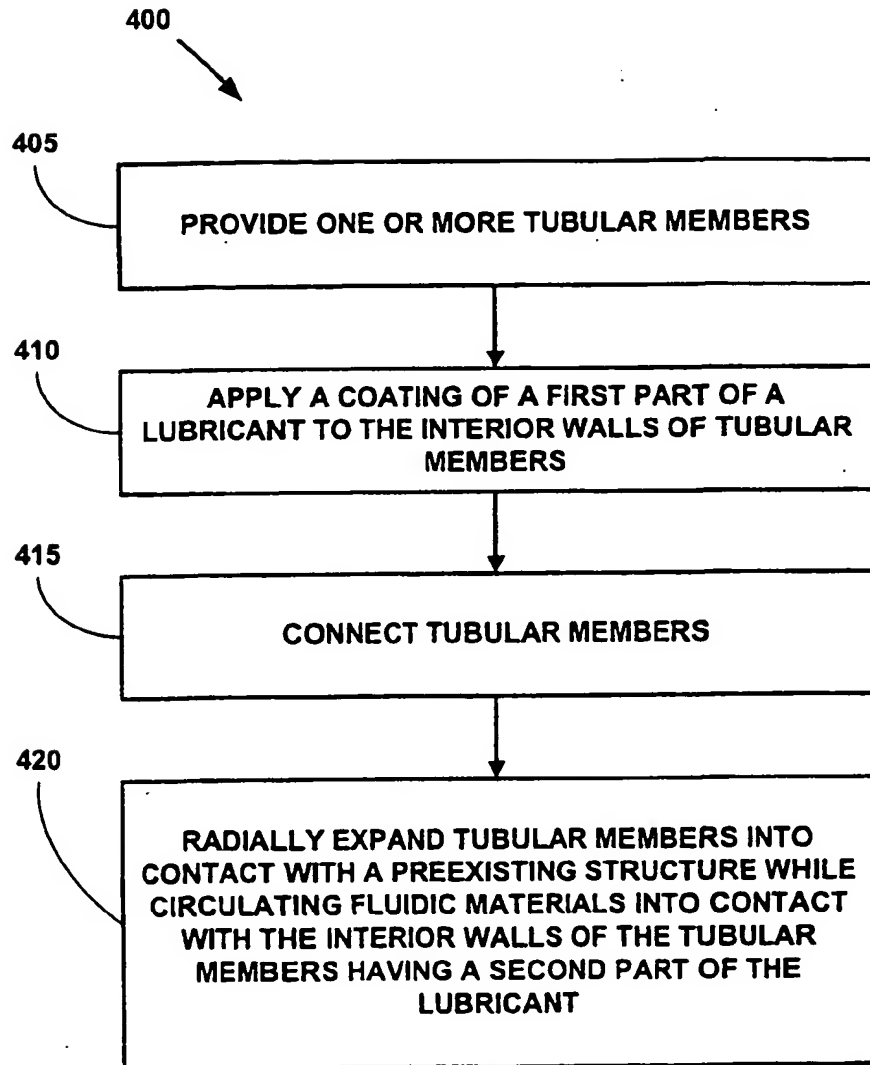 400
405
PROVIDE ONE OR MORE TUBULAR MEMBERS
410
APPLY A COATING OF A FIRST PART OF A
LUBRICANT TO THE INTERIOR WALLS OF TUBULAR
MEMBERS
415
CONNECT TUBULAR MEMBERS
420
RADIALLY EXPAND TUBULAR MEMBERS INTO
CONTACT WITH A PREEXISTING STRUCTURE WHILE
CIRCULATING FLUIDIC MATERIALS INTO CONTACT
WITH THE INTERIOR WALLS OF THE TUBULAR
MEMBERS HAVING A SECOND PART OF THE
LUBRICANT